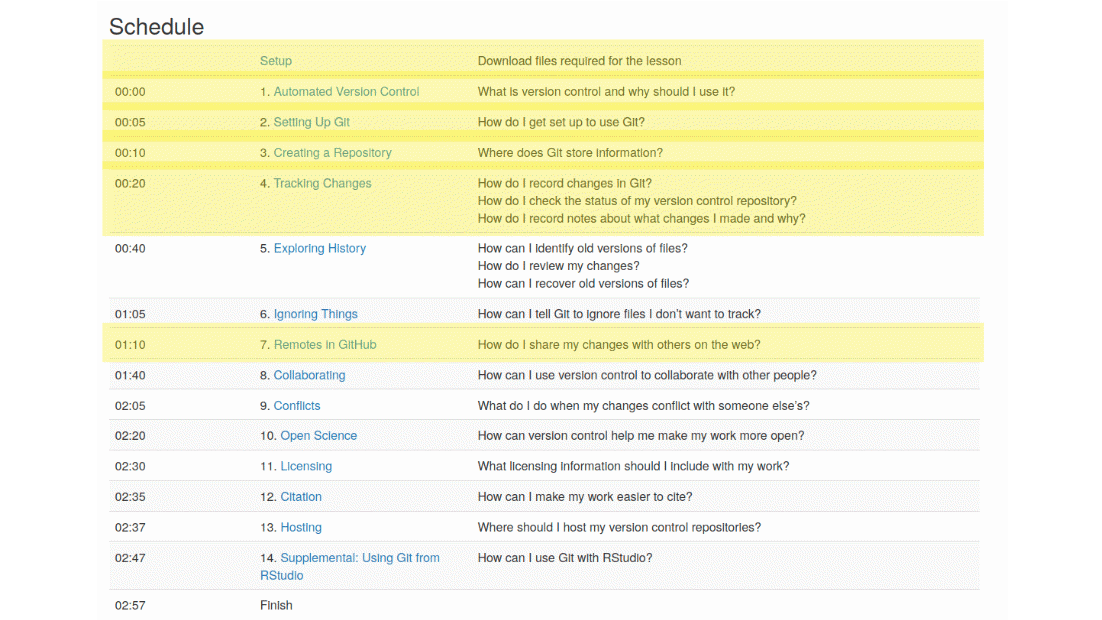 Schedule
Setup Download files required for the lesson
00:00 1. Automated Version Control What is version control and why should I use it?
00:05 2. Setting Up Git How do I get set up to use Git?
00:10 3. Creating a Repository Where does Git store information?
00:20 4. Tracking Changes How do I record changes in Git?
How do I check the status of my version control repository?
How do I record notes about what changes I made and why?
00:40 5. Exploring History How can I identify old versions of files?
How do I review my changes?
How can I recover old versions of files?
01:05 6. Ignoring Things How can I tell Git to ignore files I don’t want to track?
01:10 7. Remotes in GitHub How do I share my changes with others on the web?
01:40 8. Collaborating How can I use version control to collaborate with other people?
02:05 9. Conflicts What do I do when my changes conflict with someone else’s?
02:20 10. Open Science How can version control help me make my work more open?
02:30 11. Licensing What licensing information should I include with my work?
02:35 12. Citation How can I make my work easier to cite?
02:37 13. Hosting Where should I host my version control repositories?
02:47 14. Supplemental: Using Git from How can I use Git with RStudio?
RStudio
02:57 Finish